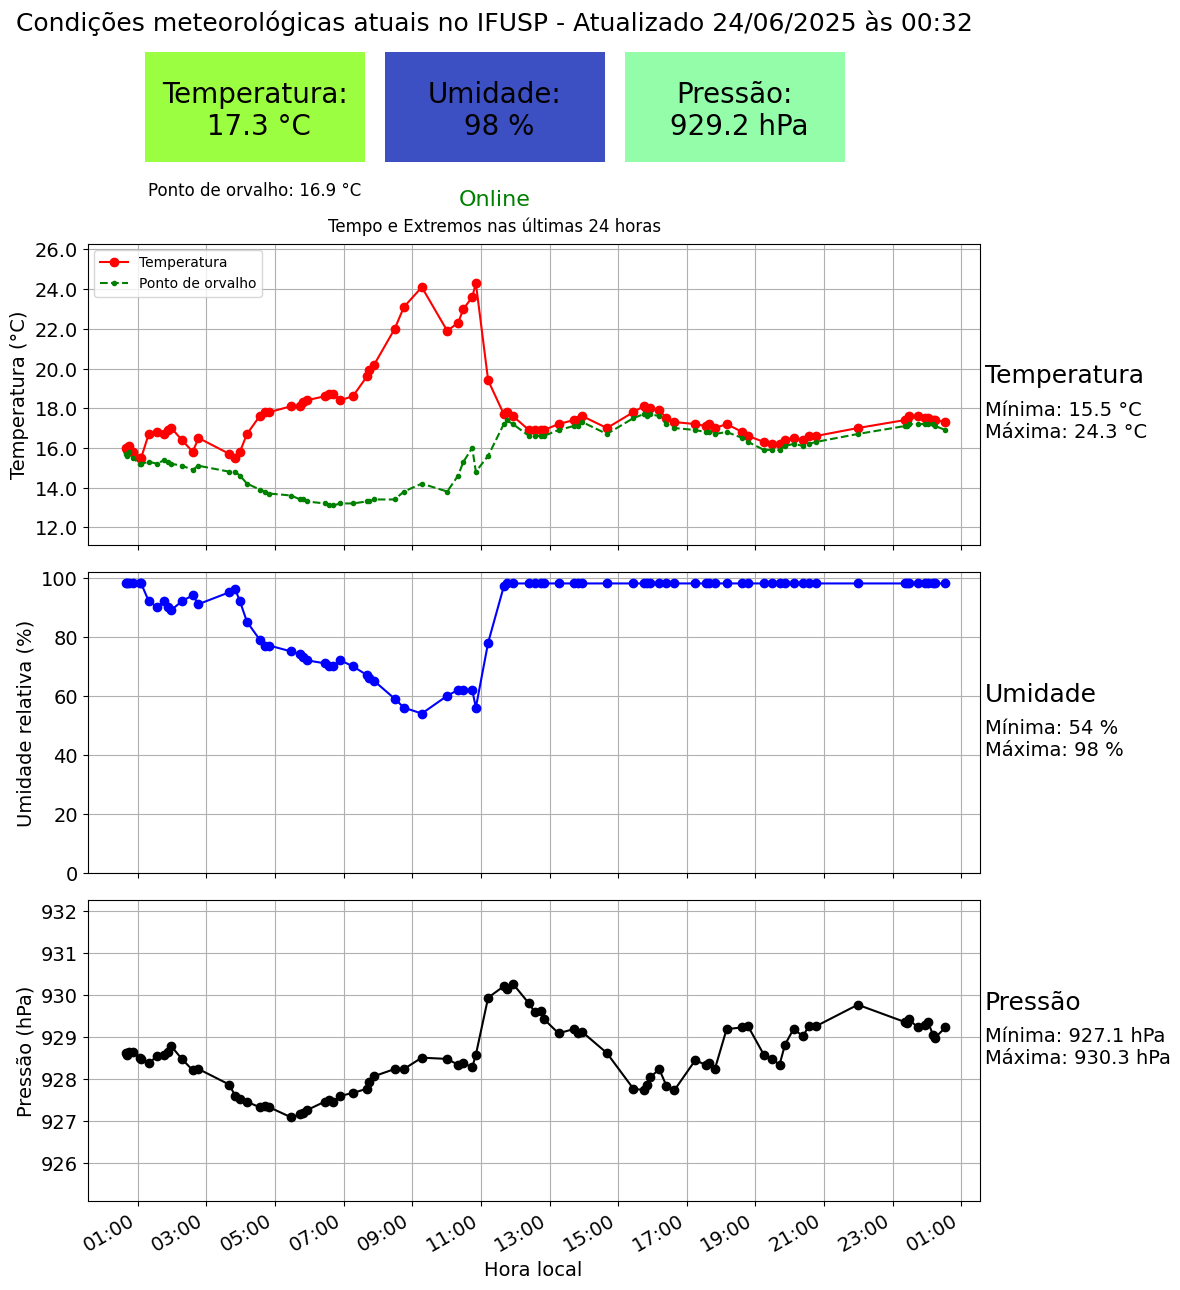 Condições meteorológicas atuais no IFUSP - Atualizado 24/06/2025 às 00:32
Temperatura:
17.3 °C
Umidade:
98 %
Pressão:
929.2 hPa
Ponto de orvalho: 16.9 °C
Online
Tempo e Extremos nas últimas 24 horas
Temperatura (°C)
26.0
24.0
22.0
20.0
18.0
16.0
14.0
12.0
Temperatura
Ponto de orvalho
Temperatura
Mínima: 15.5 °C
Máxima: 24.3 °C
Umidade relativa (%)
100
80
60
40
20
0
Umidade
Mínima: 54 %
Máxima: 98 %
Pressão (hPa)
932
931
930
929
928
927
926
Pressão
Mínima: 927.1 hPa
Máxima: 930.3 hPa
01:00
03:00
05:00
07:00
09:00
11:00
13:00
15:00
17:00
19:00
21:00
23:00
01:00
Hora local